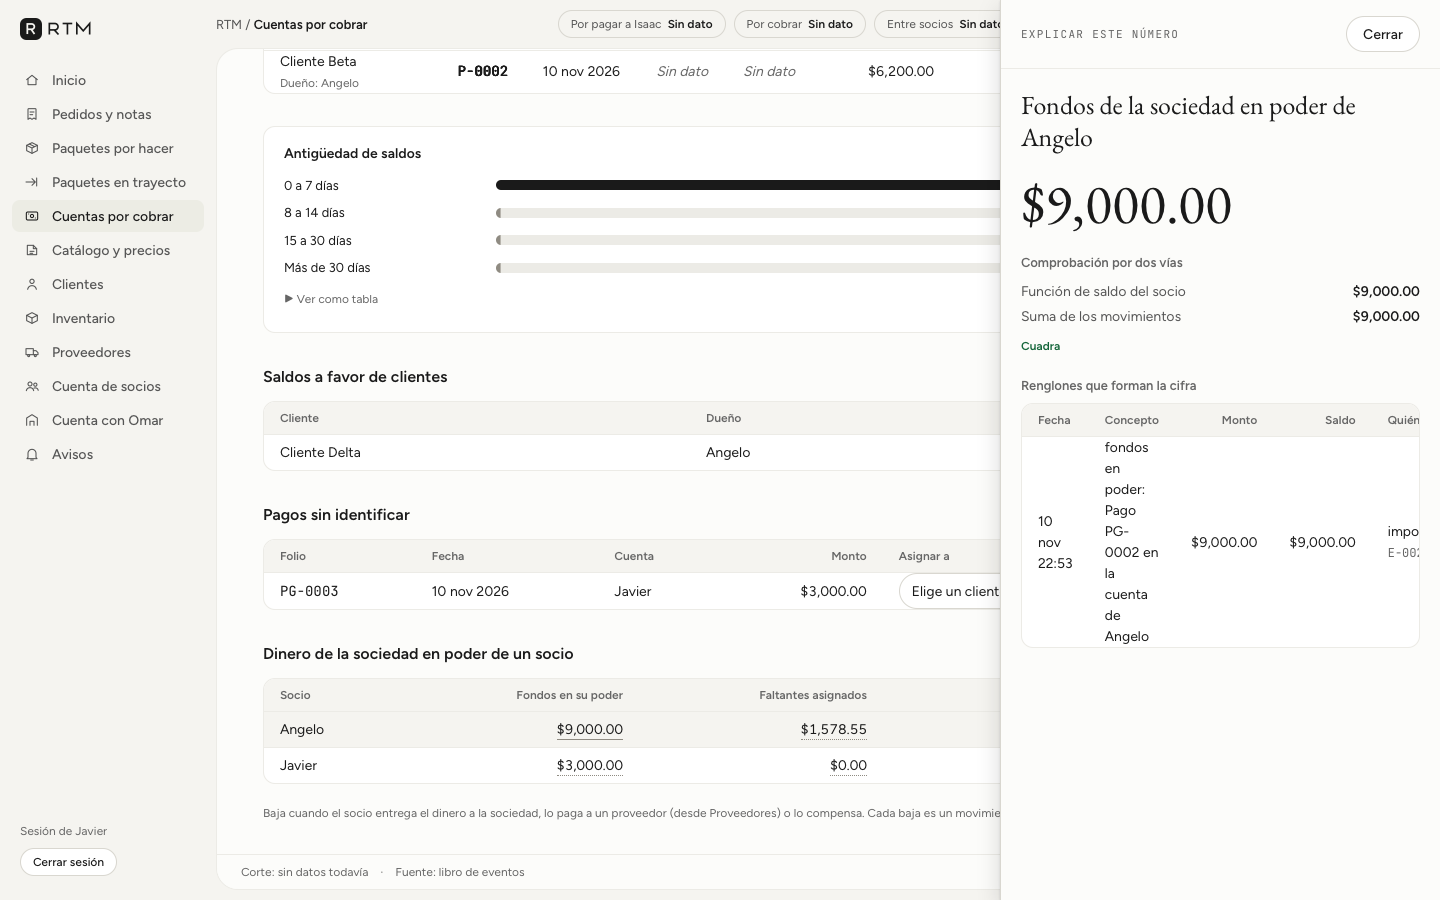 RTM
Inicio
Pedidos y notas
Paquetes por hacer
Paquetes en trayecto
Cuentas por cobrar
Catálogo y precios
Clientes
Inventario
Proveedores
Cuenta de socios
Cuenta con Omar
Avisos
Sesión de Javier
Cerrar sesión
RTM / Cuentas por cobrar
Por pagar a Isaac Sin dato
Por cobrar Sin dato
Entre socios Sin dato
Cliente Beta
Dueño: Angelo
P-0002 10 nov 2026 Sin dato Sin dato $6,200.00
Antigüedad de saldos
0 a 7 días
8 a 14 días
15 a 30 días
Más de 30 días
Ver como tabla
Saldos a favor de clientes
Cliente Dueño
Cliente Delta Angelo
Pagos sin identificar
Folio Fecha Cuenta Monto Asignar a
PG-0003 10 nov 2026 Javier $3,000.00 Elige un client
Dinero de la sociedad en poder de un socio
Socio Fondos en su poder Faltantes asignados
Angelo $9,000.00 $1,578.55
Javier $3,000.00 $0.00
Baja cuando el socio entrega el dinero a la sociedad, lo paga a un proveedor (desde Proveedores) o lo compensa. Cada baja es un movimie
Corte: sin datos todavía · Fuente: libro de eventos
EXPLICAR ESTE NÚMERO
Cerrar
Fondos de la sociedad en poder de
Angelo
$9,000.00
Comprobación por dos vías
Función de saldo del socio $9,000.00
Suma de los movimientos $9,000.00
Cuadra
Renglones que forman la cifra
Fecha Concepto Monto Saldo Quién
10
nov
22:53
fondos
en
poder:
Pago
PG-
0002 en
la
cuenta
de
Angelo
$9,000.00 $9,000.00
impo
E-002